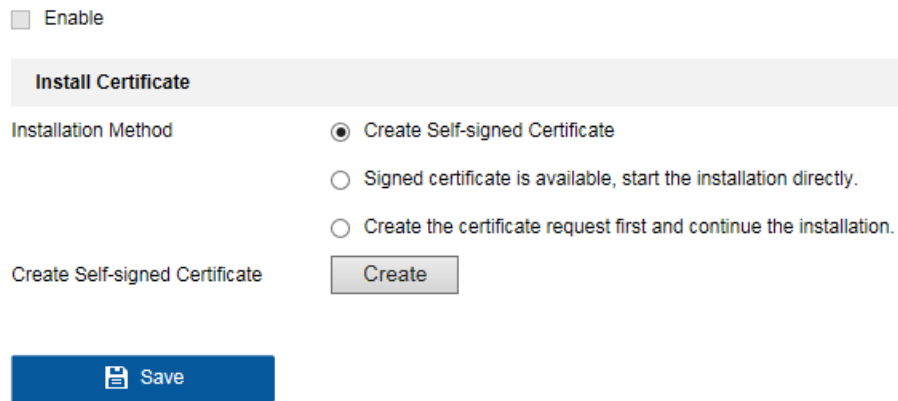 Enable
Install Certificate
Installation Method
Create Self-signed Certificate
Signed certificate is available, start the installation directly.
Create the certificate request first and continue the installation.
Create Self-signed Certificate
Create
Save